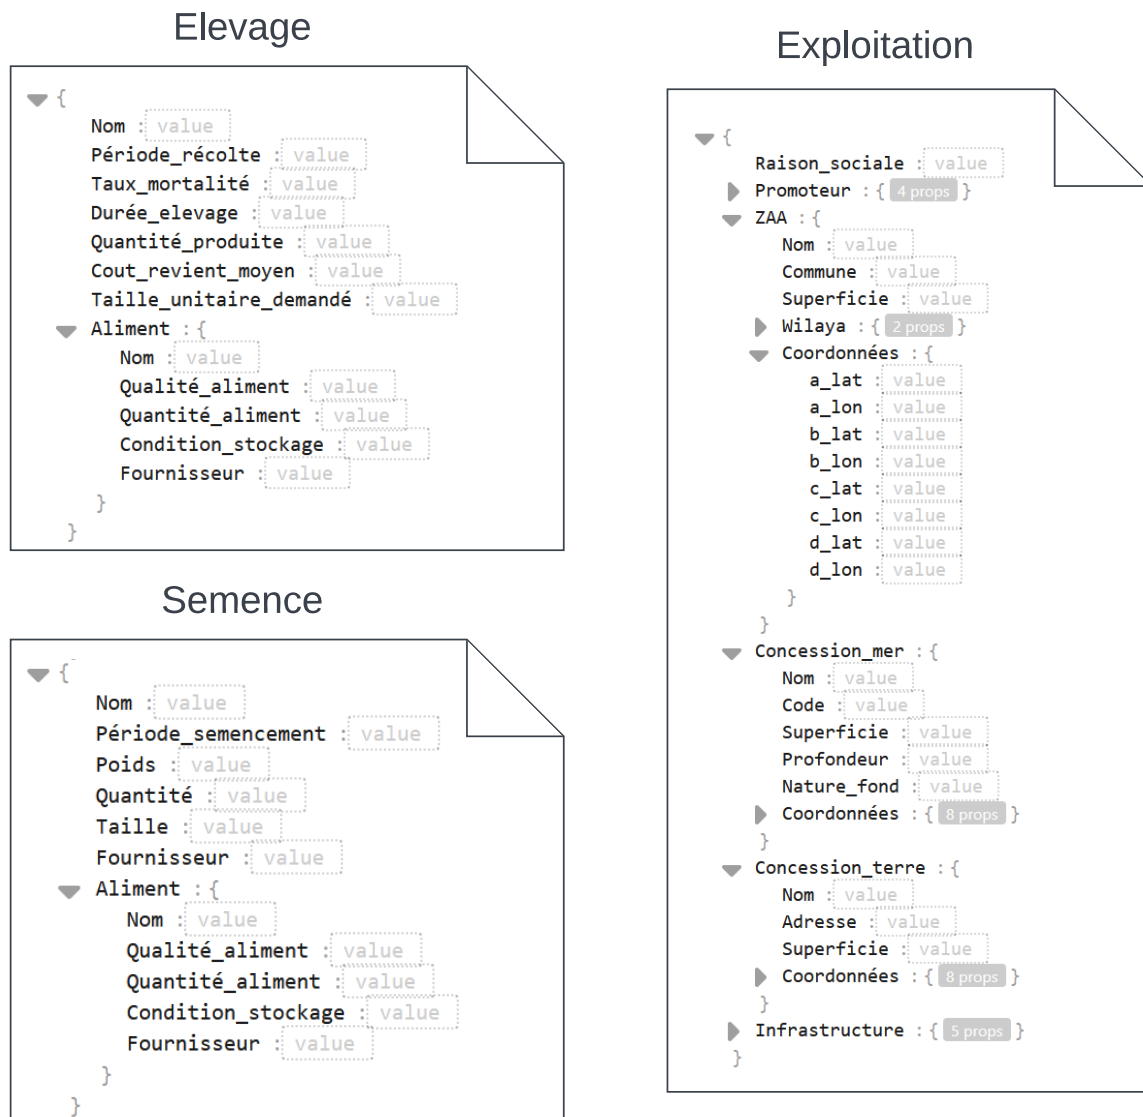 Elevage
{
Nom : value
Période_récolte : value
Taux_mortalité : value
Durée_elevage : value
Quantité_produite : value
Cout_revient_moyen : value
Taille_unitaire_demandé : value
Aliment : {
Nom : value
Qualité_aliment : value
Quantité_aliment : value
Condition_stockage : value
Fournisseur : value
}
}
Semence
{
Nom : value
Période_semencement : value
Poids : value
Quantité : value
Taille : value
Fournisseur : value
Aliment : {
Nom : value
Qualité_aliment : value
Quantité_aliment : value
Condition_stockage : value
Fournisseur : value
}
}
Exploitation
{
Raison_sociale : value
Promoteur : { 4 props }
ZAA : {
Nom : value
Commune : value
Superficie : value
Wilaya : { 2 props }
Coordonnées : {
a_lat : value
a_lon : value
b_lat : value
b_lon : value
c_lat : value
c_lon : value
d_lat : value
d_lon : value
}
}
Concession_mer : {
Nom : value
Code : value
Superficie : value
Profondeur : value
Nature_fond : value
Coordonnées : { 8 props }
}
Concession_terre : {
Nom : value
Adresse : value
Superficie : value
Coordonnées : { 8 props }
}
Infrastructure : { 5 props }
}